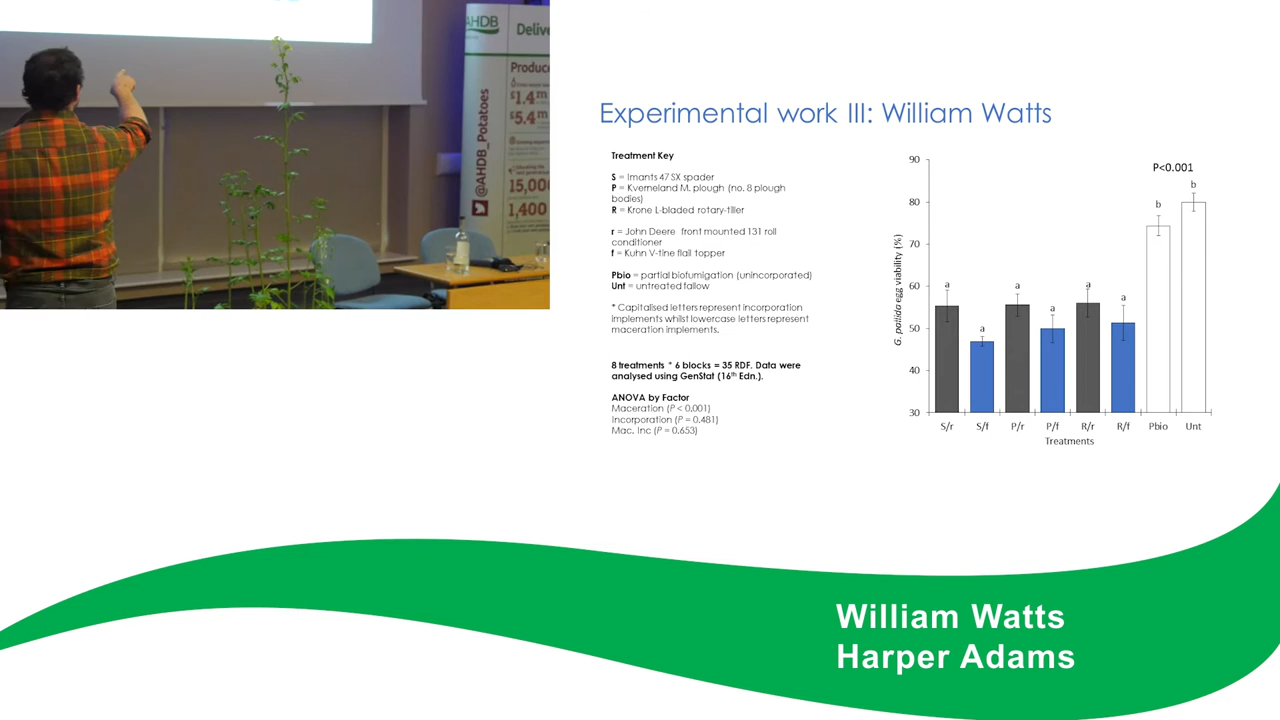 AHDB
Delive
Produc
£1.4m
£5.4m
15,000
1,400
@AHDB_Potatoes
Experimental work III: William Watts
Treatment Key
S = Imants 47 SX spader
P = Kverneland M. plough (no. 8 plough
bodies)
R = Krone L-bladed rotary-tiller
r = John Deere front mounted 131 roll
conditioner
f = Kuhn V-tine flail topper
Pbio = partial biofumigation (unincorporated)
Unt = untreated fallow
* Capitalised letters represent incorporation
implements whilst lowercase letters represent
maceration implements.
8 treatments * 6 blocks = 35 RDF. Data were
analysed using GenStat (16th Edn.).
ANOVA by Factor
Maceration (P < 0.001)
Incorporation (P = 0.481)
Mac. Inc (P = 0.653)
P<0.001
G. pallida egg viability (%)
90
80
70
60
50
40
30
a
a
a
a
a
a
b
b
S/r S/f P/r P/f R/r R/f Pbio Unt
Treatments
William Watts
Harper Adams